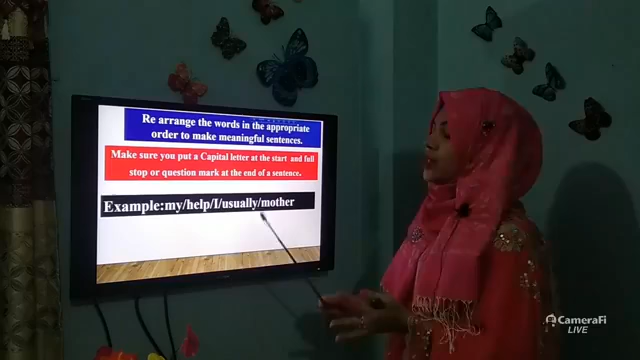 Re arrange the words in the appropriate
order to make meaningful sentences.
Make sure you put a Capital letter at the start and full
stop or question mark at the end of a sentence.
Example:my/help/I/usually/mother
CameraFi
LIVE